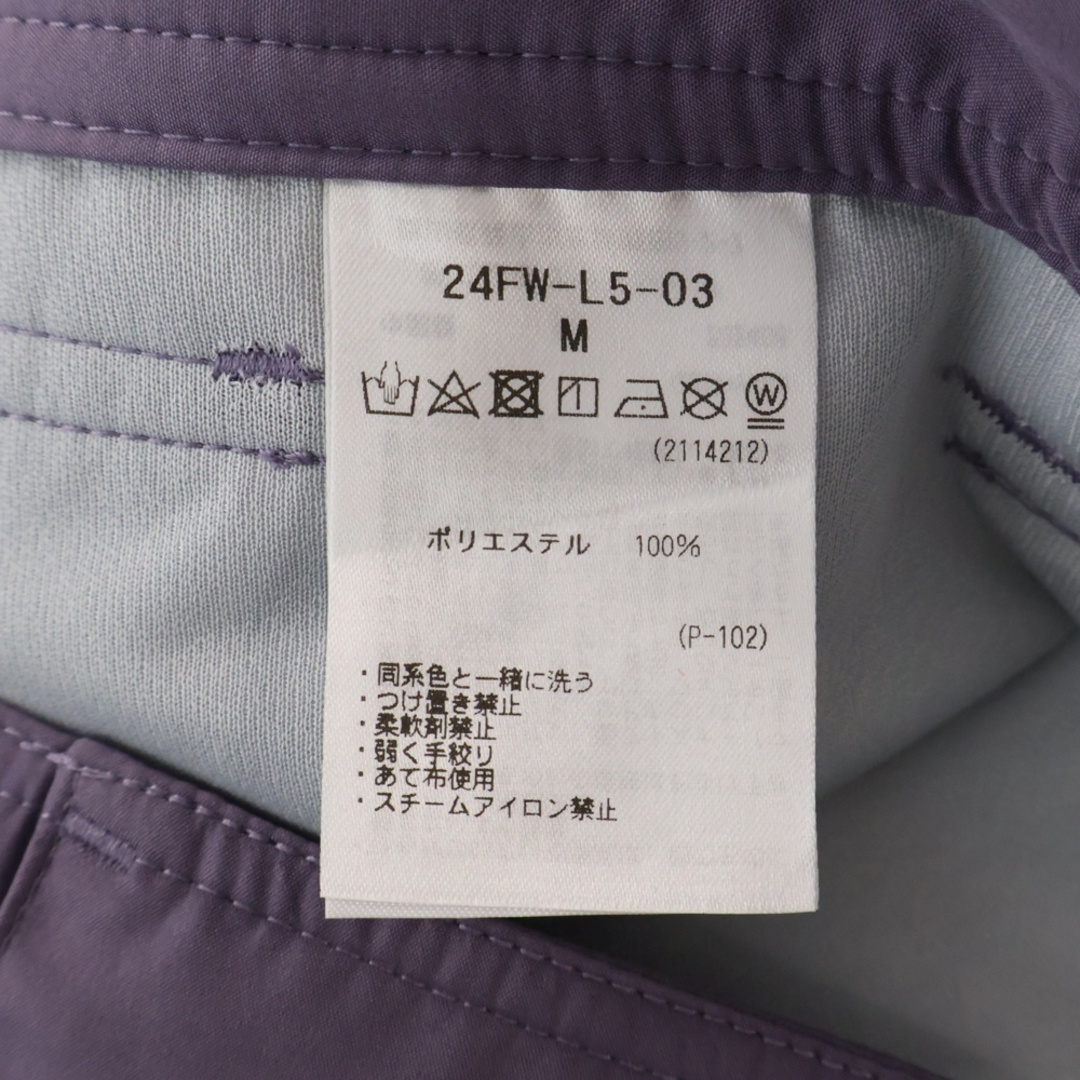 24FW-L5-03
M
W
(2114212)
ポリエステル 100%
(P-102)
・同系色と一緒に洗う
・つけ置き禁止
・柔軟剤禁止
・弱く手絞り
・あて布使用
・スチームアイロン禁止